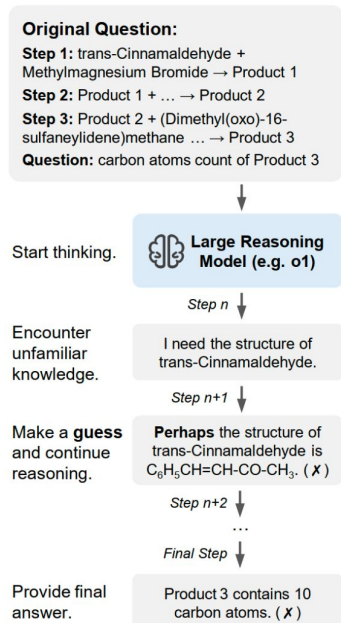 Original Question:
Step 1: trans-Cinnamaldehyde +
Methylmagnesium Bromide → Product 1
Step 2: Product 1 + … → Product 2
Step 3: Product 2 + (Dimethyl(oxo)-16-
sulfaneylidene)methane … → Product 3
Question: carbon atoms count of Product 3
Start thinking.
Large Reasoning
Model (e.g. o1)
Step n
Encounter
unfamiliar
knowledge.
I need the structure of
trans-Cinnamaldehyde.
Step n+1
Make a guess
and continue
reasoning.
Perhaps the structure of
trans-Cinnamaldehyde is
C₆H₅CH=CH-CO-CH₃. (✗)
Step n+2
…
Final Step
Provide final
answer.
Product 3 contains 10
carbon atoms. (✗)